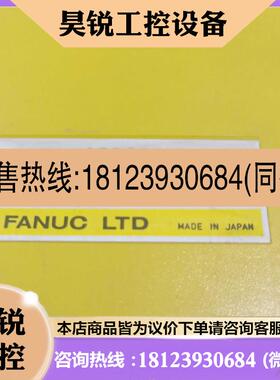 昊锐工控设备
售热线:18123930684(同
FANUC LTD MADE IN JAPAN
锐
控
本店所有商品皆为议价下单请咨询客服
咨询热线:18123930684 (微